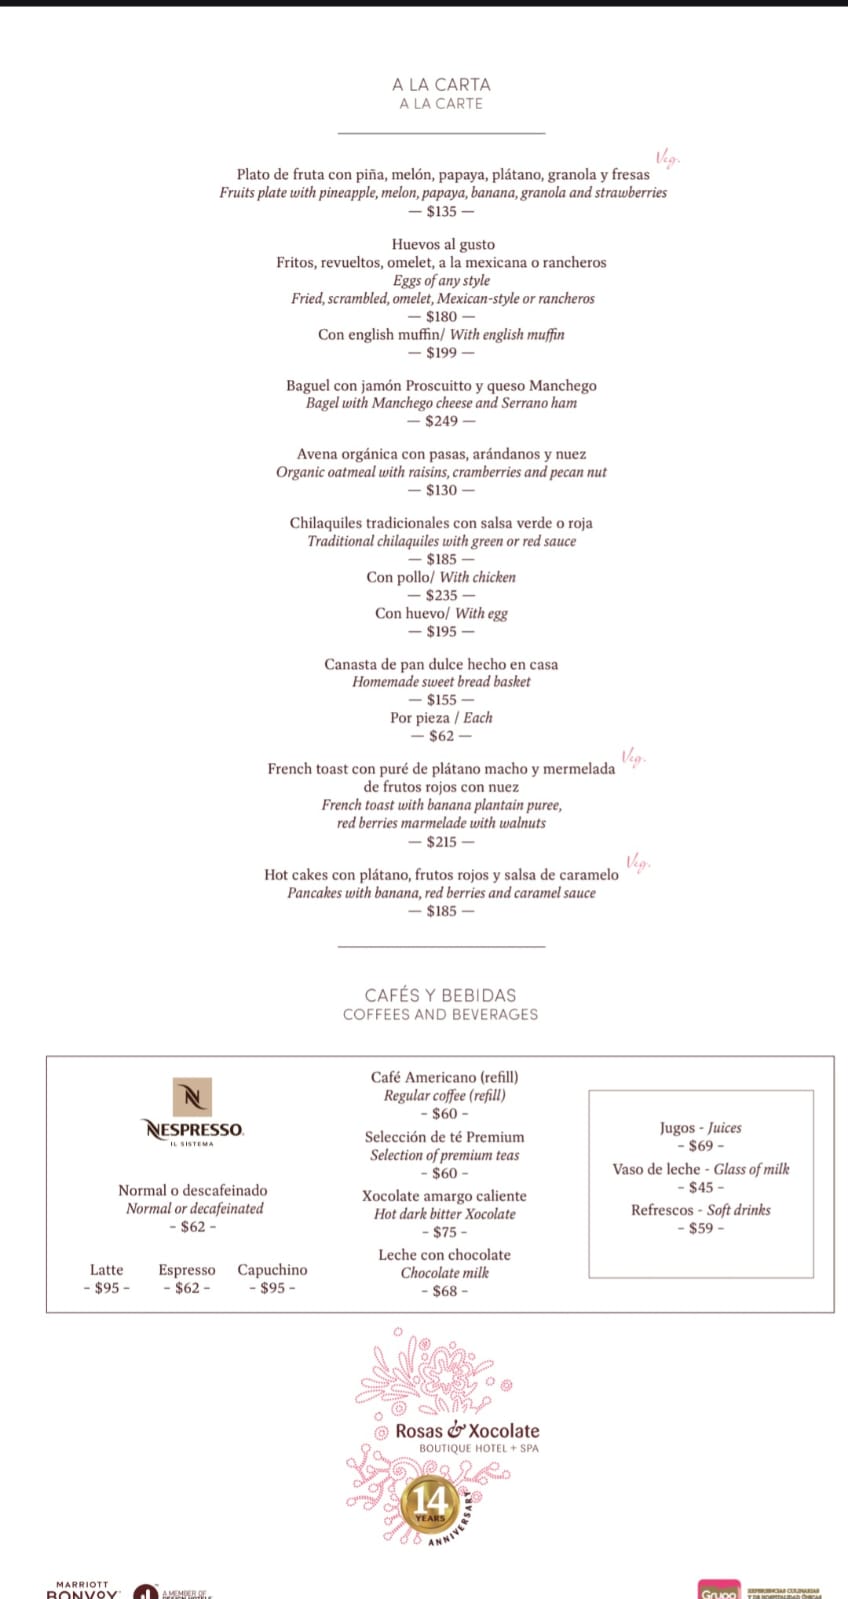 A LA CARTA
A LA CARTE
Veg.
Plato de fruta con piña, melón, papaya, plátano, granola y fresas
Fruits plate with pineapple, melon, papaya, banana, granola and strawberries
— $135 —
Huevos al gusto
Fritos, revueltos, omelet, a la mexicana o rancheros
Eggs of any style
Fried, scrambled, omelet, Mexican-style or rancheros
— $180 —
Con english muffin/ With english muffin
— $199 —
Baguel con jamón Proscuitto y queso Manchego
Bagel with Manchego cheese and Serrano ham
— $249 —
Avena orgánica con pasas, arándanos y nuez
Organic oatmeal with raisins, cramberries and pecan nut
— $130 —
Chilaquiles tradicionales con salsa verde o roja
Traditional chilaquiles with green or red sauce
— $185 —
Con pollo/ With chicken
— $235 —
Con huevo/ With egg
— $195 —
Canasta de pan dulce hecho en casa
Homemade sweet bread basket
— $155 —
Por pieza / Each
— $62 —
Veg.
French toast con puré de plátano macho y mermelada
de frutos rojos con nuez
French toast with banana plantain puree,
red berries marmelade with walnuts
— $215 —
Veg.
Hot cakes con plátano, frutos rojos y salsa de caramelo
Pancakes with banana, red berries and caramel sauce
— $185 —
CAFÉS Y BEBIDAS
COFFEES AND BEVERAGES
N
NESPRESSO.
IL SISTEMA
Normal o descafeinado
Normal or decafeinated
- $62 -
Latte
- $95 -
Espresso
- $62 -
Capuchino
- $95 -
Café Americano (refill)
Regular coffee (refill)
- $60 -
Selección de té Premium
Selection of premium teas
- $60 -
Xocolate amargo caliente
Hot dark bitter Xocolate
- $75 -
Leche con chocolate
Chocolate milk
- $68 -
Jugos - Juices
- $69 -
Vaso de leche - Glass of milk
- $45 -
Refrescos - Soft drinks
- $59 -
Rosas & Xocolate
BOUTIQUE HOTEL + SPA
14
YEARS
ANNIVERSARY
MARRIOTT
BONVOY
A MEMBER OF
DESIGN HOTELS
Grupo
EXPERIENCIAS CULINARIAS
Y DE HOSPITALIDAD ÚNICAS